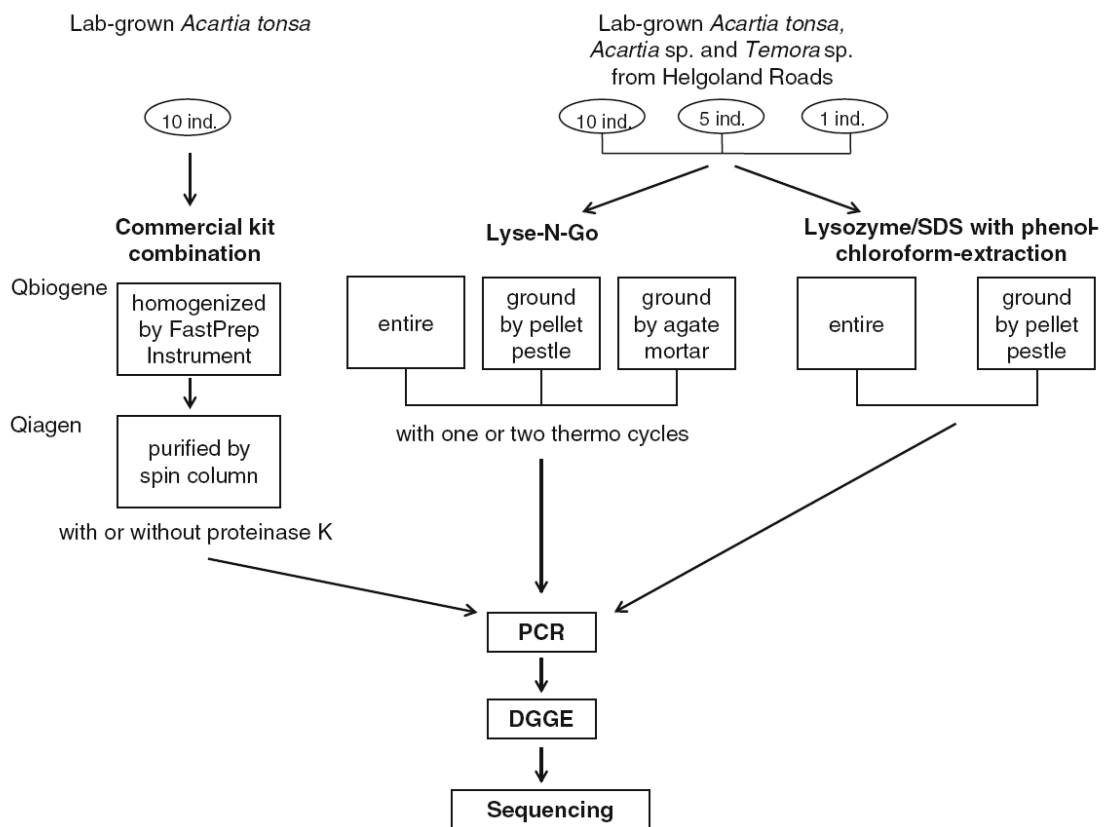 Lab-grown Acartia tonsa
10 ind.
Commercial kit
combination
Qbiogene
homogenized
by FastPrep
Instrument
Qiagen
purified by
spin column
with or without proteinase K
Lab-grown Acartia tonsa,
Acartia sp. and Temora sp.
from Helgoland Roads
10 ind.
5 ind.
1 ind.
Lyse-N-Go
entire
ground
by pellet
pestle
ground
by agate
mortar
with one or two thermo cycles
Lysozyme/SDS with phenol-
chloroform-extraction
entire
ground
by pellet
pestle
PCR
DGGE
Sequencing